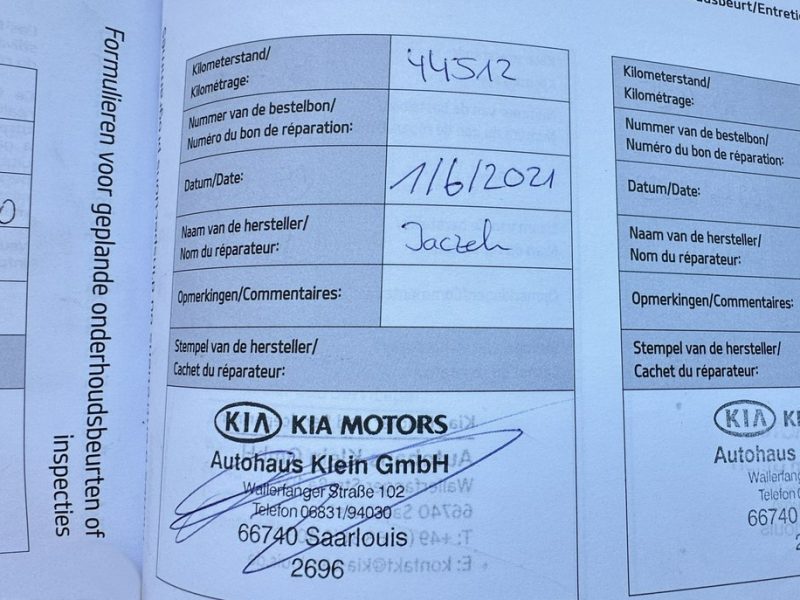 Formulieren voor geplande onderhoudsbeurten of
inspecties
Kilometerstand/
Kilométrage:
44512
Nummer van de bestelbon/
Numéro du bon de réparation:
Datum/Date:
1/6/2021
Naam van de hersteller/
Nom du réparateur:
Jaczek
Opmerkingen/Commentaires:
Stempel van de hersteller/
Cachet du réparateur:
KIA KIA MOTORS
Autohaus Klein GmbH
Wallerfanger Straße 102
Telefon 06831/94030
66740 Saarlouis
2696
Kilometerstand/
Kilométrage:
Nummer van de bestelbon/
Numéro du bon de réparation:
Datum/Date:
Naam van de hersteller/
Nom du réparateur:
Opmerkingen/Commentaires:
Stempel van de hersteller/
Cachet du réparateur:
KIA
Autohaus
Telefon
66740